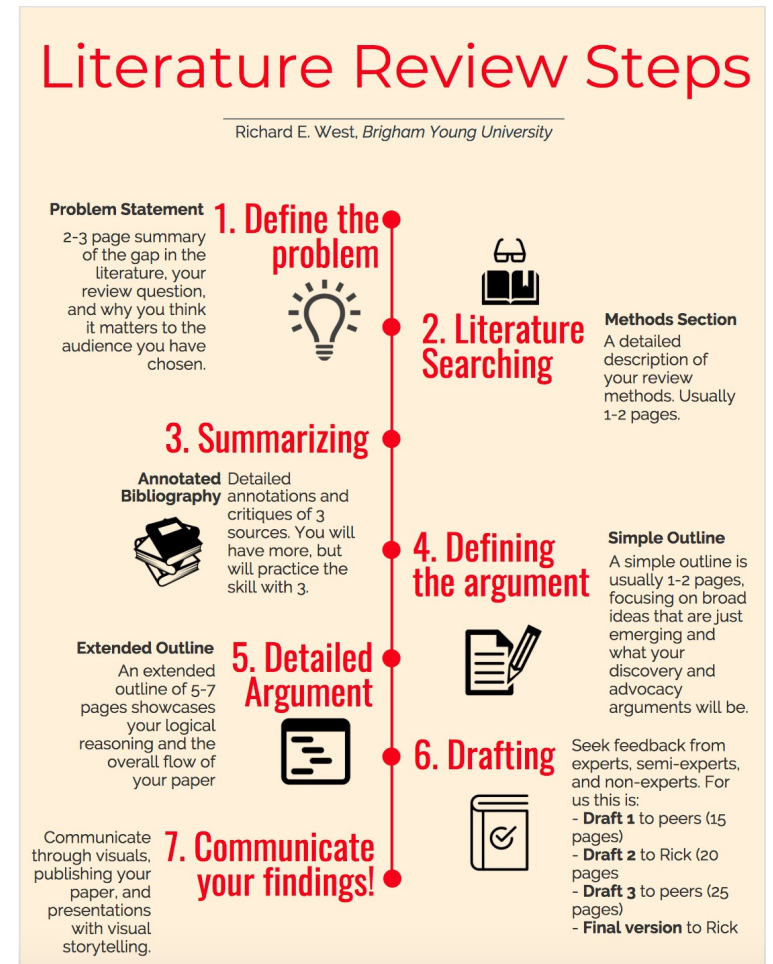 Literature Review Steps
Richard E. West, Brigham Young University
Problem Statement
2-3 page summary
of the gap in the
literature, your
review question,
and why you think
it matters to the
audience you have
chosen.
1. Define the
problem
2. Literature
Searching
Methods Section
A detailed
description of
your review
methods. Usually
1-2 pages.
3. Summarizing
Annotated
Bibliography
Detailed
annotations and
critiques of 3
sources. You will
have more, but
will practice the
skill with 3.
4. Defining
the argument
Simple Outline
A simple outline is
usually 1-2 pages,
focusing on broad
ideas that are just
emerging and
what your
discovery and
advocacy
arguments will be.
Extended Outline
An extended
outline of 5-7
pages showcases
your logical
reasoning and the
overall flow of
your paper
5. Detailed
Argument
6. Drafting
Seek feedback from
experts, semi-experts,
and non-experts. For
us this is:
- Draft 1 to peers (15
pages)
- Draft 2 to Rick (20
pages
- Draft 3 to peers (25
pages)
- Final version to Rick
Communicate
through visuals,
publishing your
paper, and
presentations
with visual
storytelling.
7. Communicate
your findings!